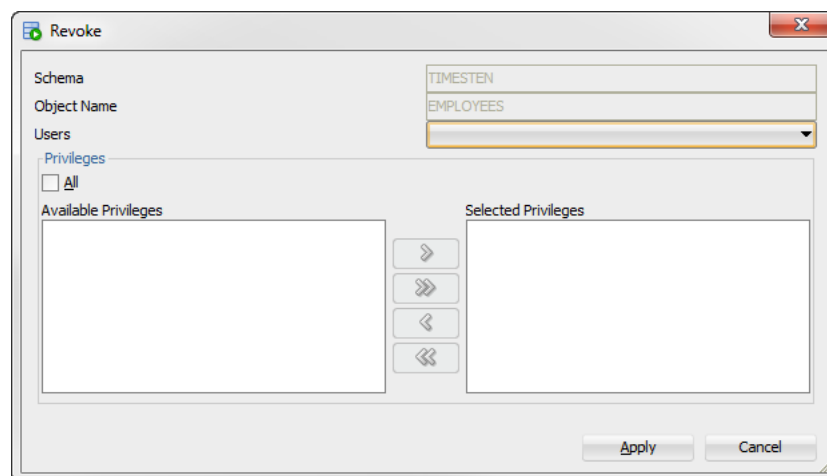 Revoke
Schema TIMESTEN
Object Name EMPLOYEES
Users
Privileges
All
Available Privileges Selected Privileges
Apply Cancel